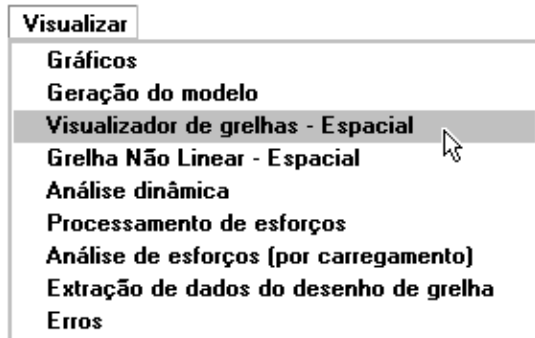 Visualizar
Gráficos
Geração do modelo
Visualizador de grelhas - Espacial
Grelha Não Linear - Espacial
Análise dinâmica
Processamento de esforços
Análise de esforços (por carregamento)
Extração de dados do desenho de grelha
Erros